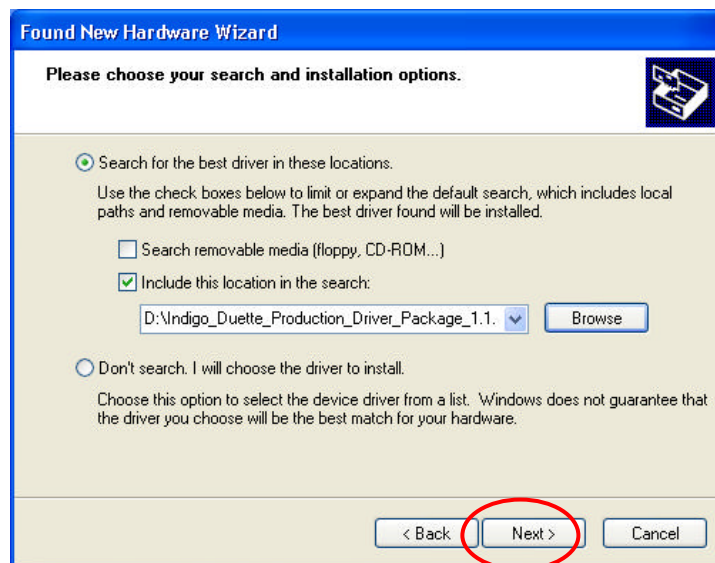 Found New Hardware Wizard
Please choose your search and installation options.
Search for the best driver in these locations.
Use the check boxes below to limit or expand the default search, which includes local
paths and removable media. The best driver found will be installed.
Search removable media (floppy, CD-ROM...)
Include this location in the search:
D:\Indigo_Duette_Production_Driver_Package_1.1.
Browse
Don't search. I will choose the driver to install.
Choose this option to select the device driver from a list. Windows does not guarantee that
the driver you choose will be the best match for your hardware.
< Back
Next >
Cancel